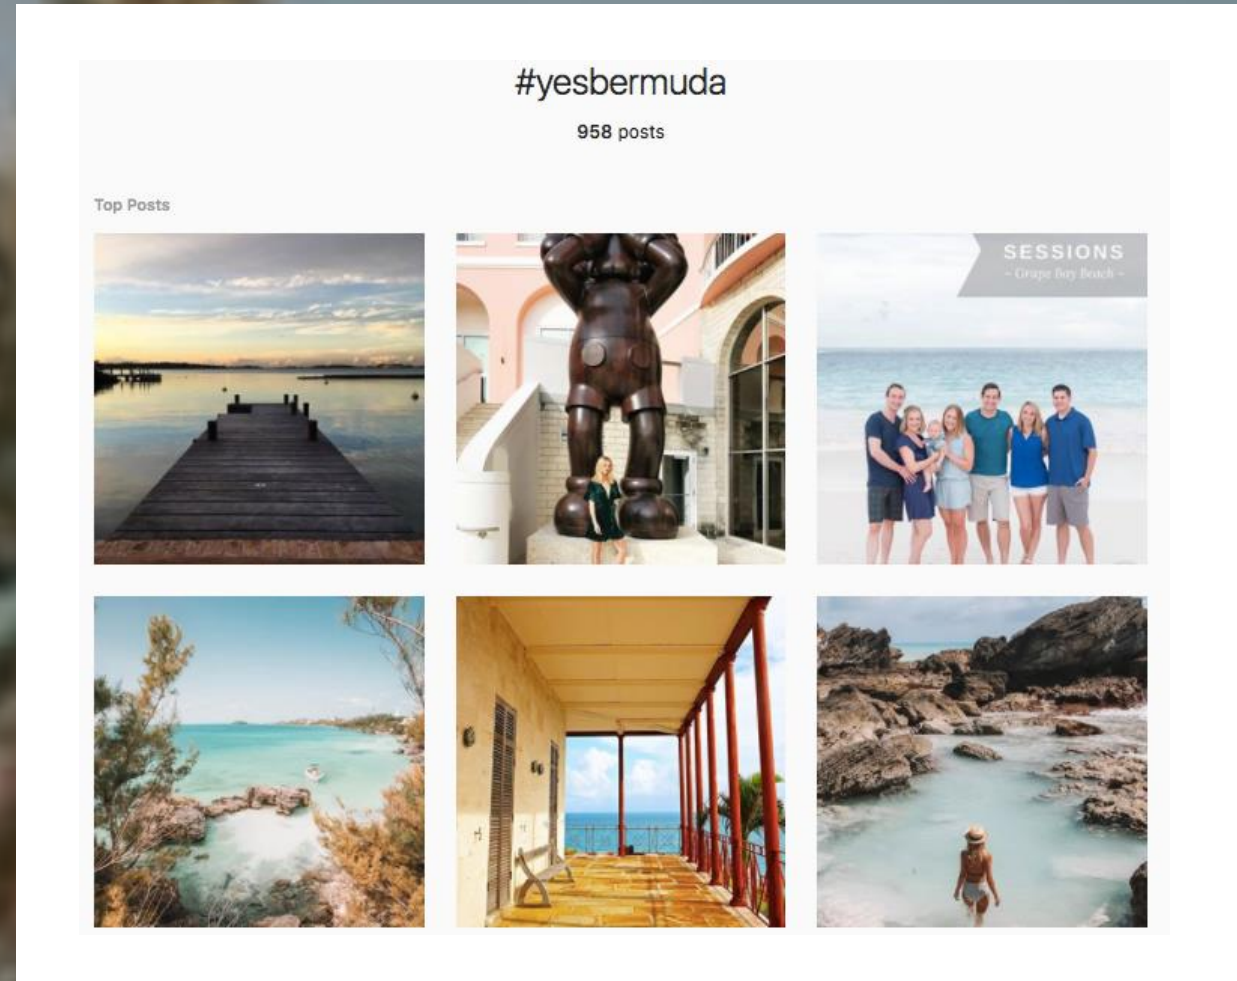 #yesbermuda
958 posts
Top Posts
SESSIONS
~ Grape Bay Beach ~